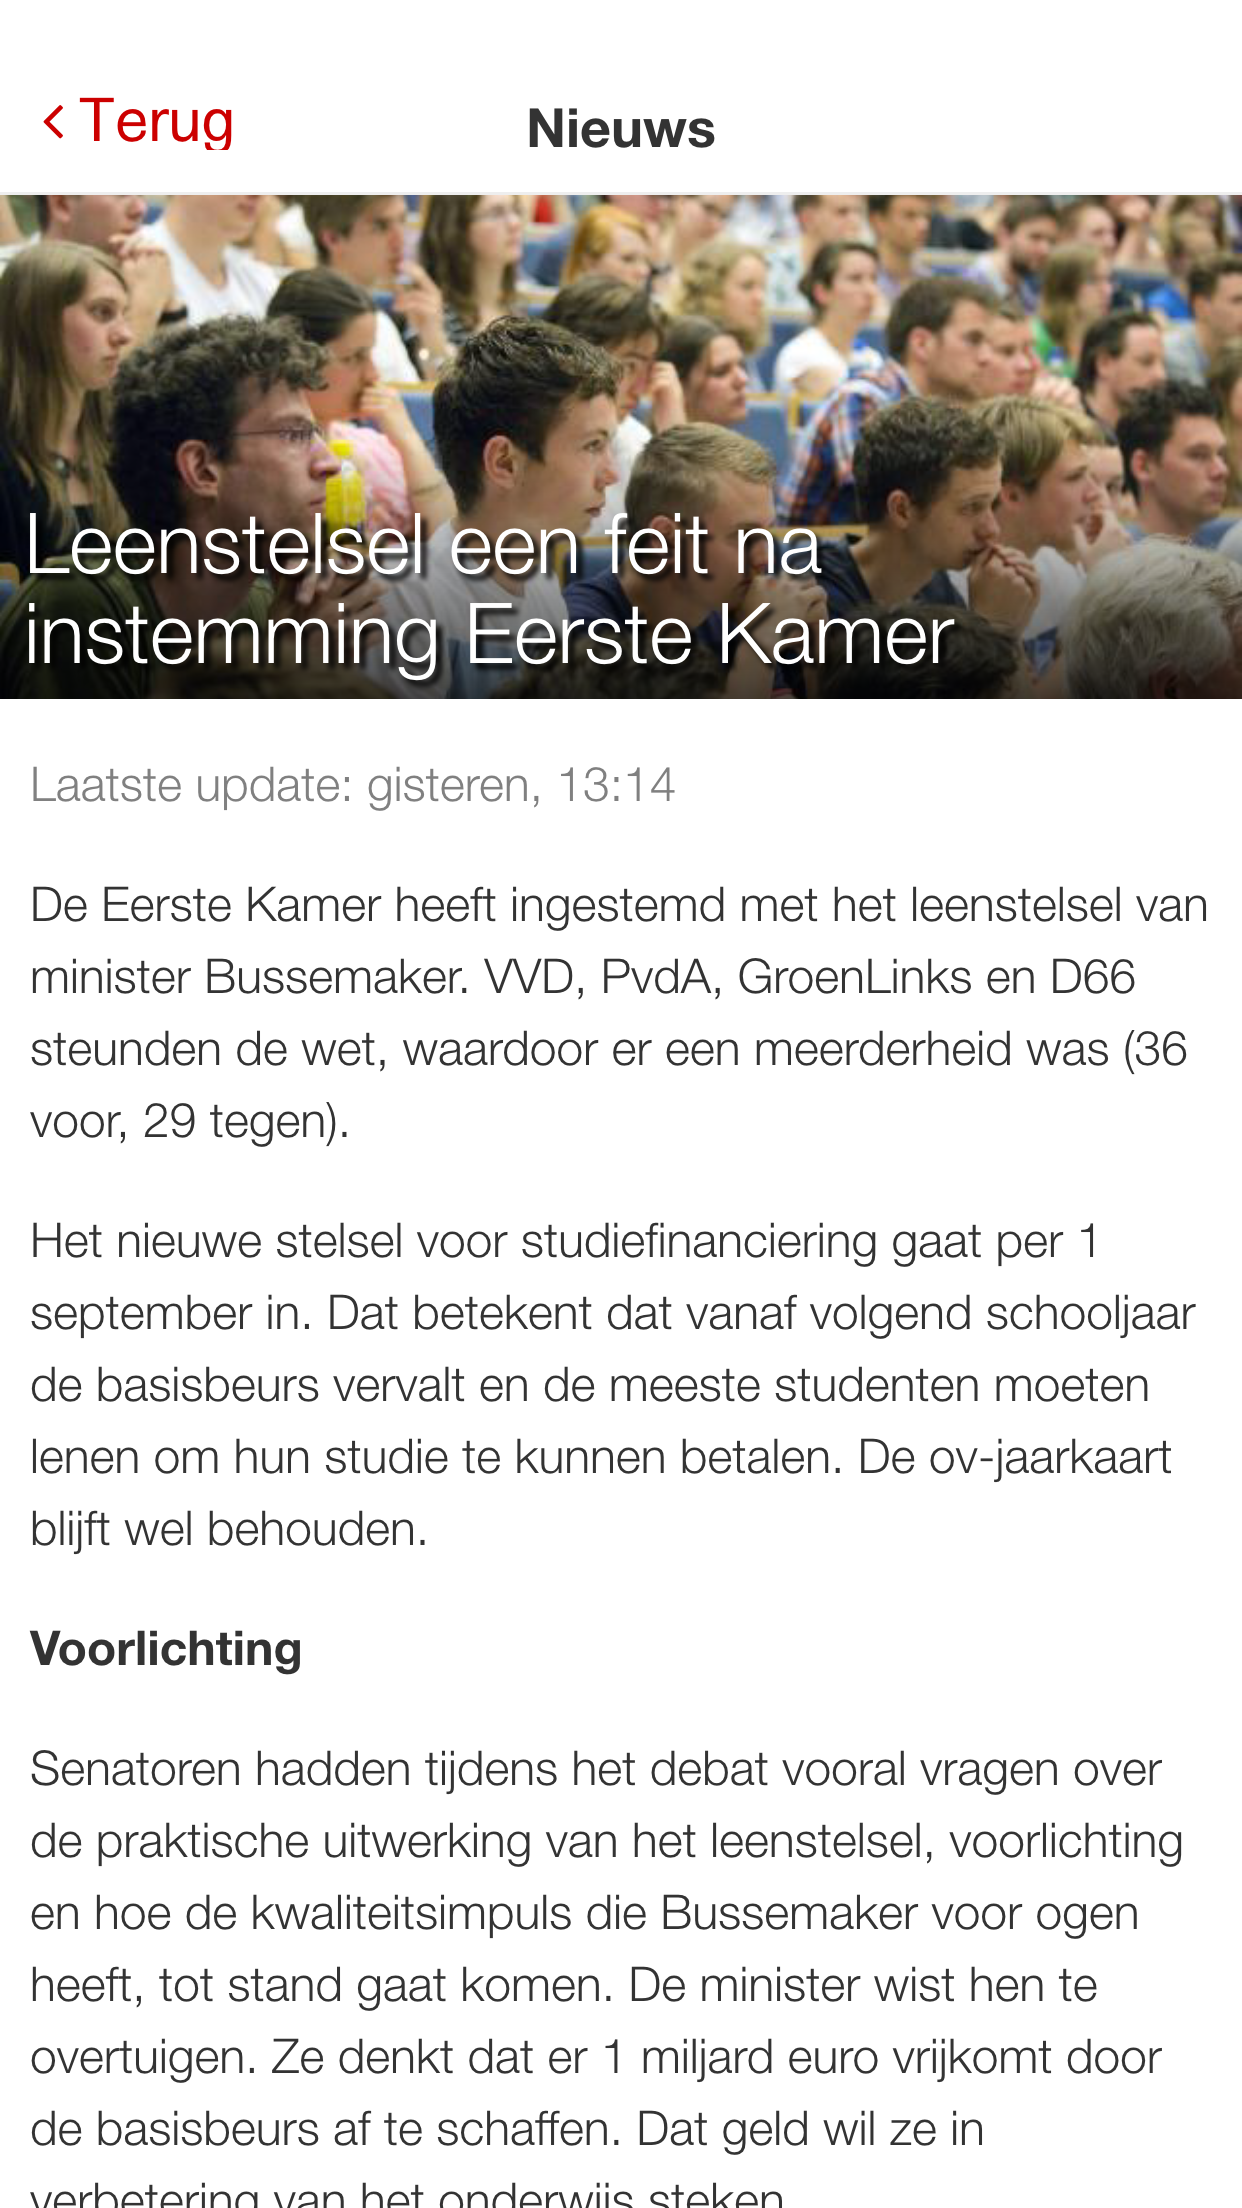 Terug
Nieuws
Leenstelsel een feit na
instemming Eerste Kamer
Laatste update: gisteren, 13:14
De Eerste Kamer heeft ingestemd met het leenstelsel van
minister Bussemaker. VVD, PvdA, GroenLinks en D66
steunden de wet, waardoor er een meerderheid was (36
voor, 29 tegen).
Het nieuwe stelsel voor studiefinanciering gaat per 1
september in. Dat betekent dat vanaf volgend schooljaar
de basisbeurs vervalt en de meeste studenten moeten
lenen om hun studie te kunnen betalen. De ov-jaarkaart
blijft wel behouden.
Voorlichting
Senatoren hadden tijdens het debat vooral vragen over
de praktische uitwerking van het leenstelsel, voorlichting
en hoe de kwaliteitsimpuls die Bussemaker voor ogen
heeft, tot stand gaat komen. De minister wist hen te
overtuigen. Ze denkt dat er 1 miljard euro vrijkomt door
de basisbeurs af te schaffen. Dat geld wil ze in
verbetering van het onderwijs steken